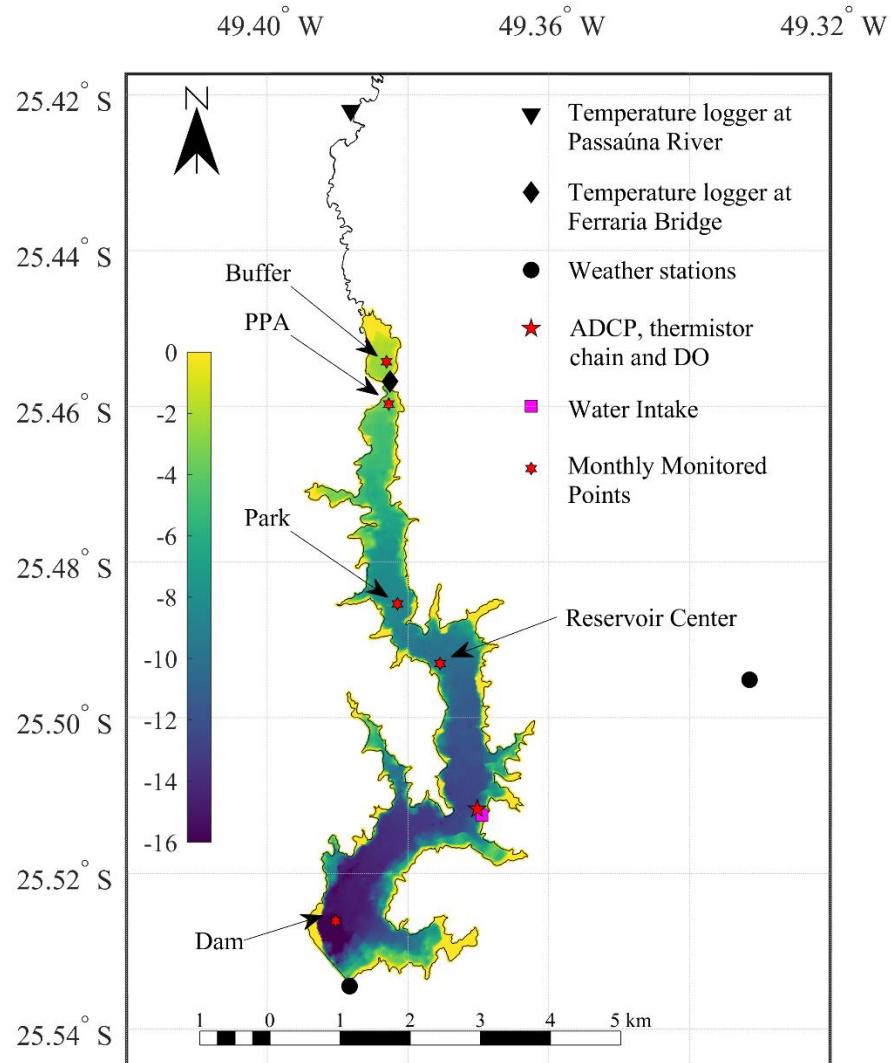 49.40° W 49.36° W 49.32° W
25.42° S
25.44° S
25.46° S
25.48° S
25.50° S
25.52° S
25.54° S
N
Temperature logger at
Passaúna River
Temperature logger at
Ferraria Bridge
Weather stations
ADCP, thermistor
chain and DO
Water Intake
Monthly Monitored
Points
Buffer
PPA
Park
Reservoir Center
Dam
0
-2
-4
-6
-8
-10
-12
-14
-16
1 0 1 2 3 4 5 km